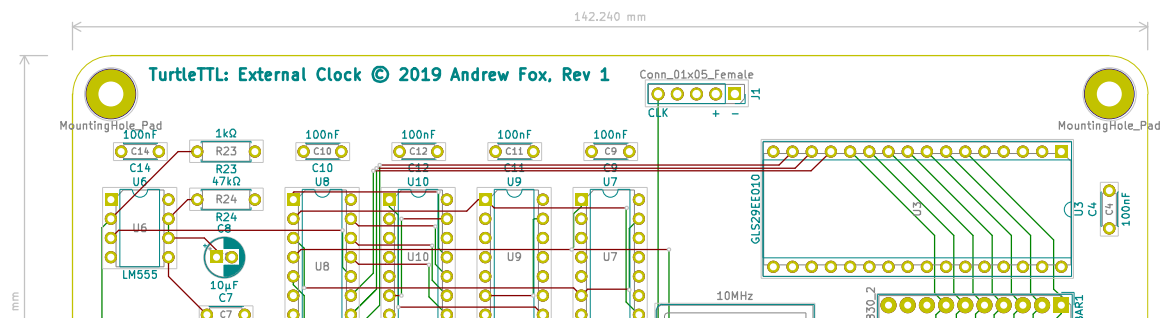 142.240 mm
TurtleTTL: External Clock © 2019 Andrew Fox, Rev 1
Conn_01x05_Female
J1
CLK + −
MountingHole_Pad
MountingHole_Pad
100nF
C14
C14
1kΩ
R23
R23
100nF
C10
C10
100nF
C12
C12
100nF
C11
C11
100nF
C9
C9
U6
U6
LM555
47kΩ
R24
R24
C8
10µF
C7
C7
U8
U8
U10
U10
U9
U9
U7
U7
GLS29EE010
U3
U3
C4
C4
100nF
mm
10MHz